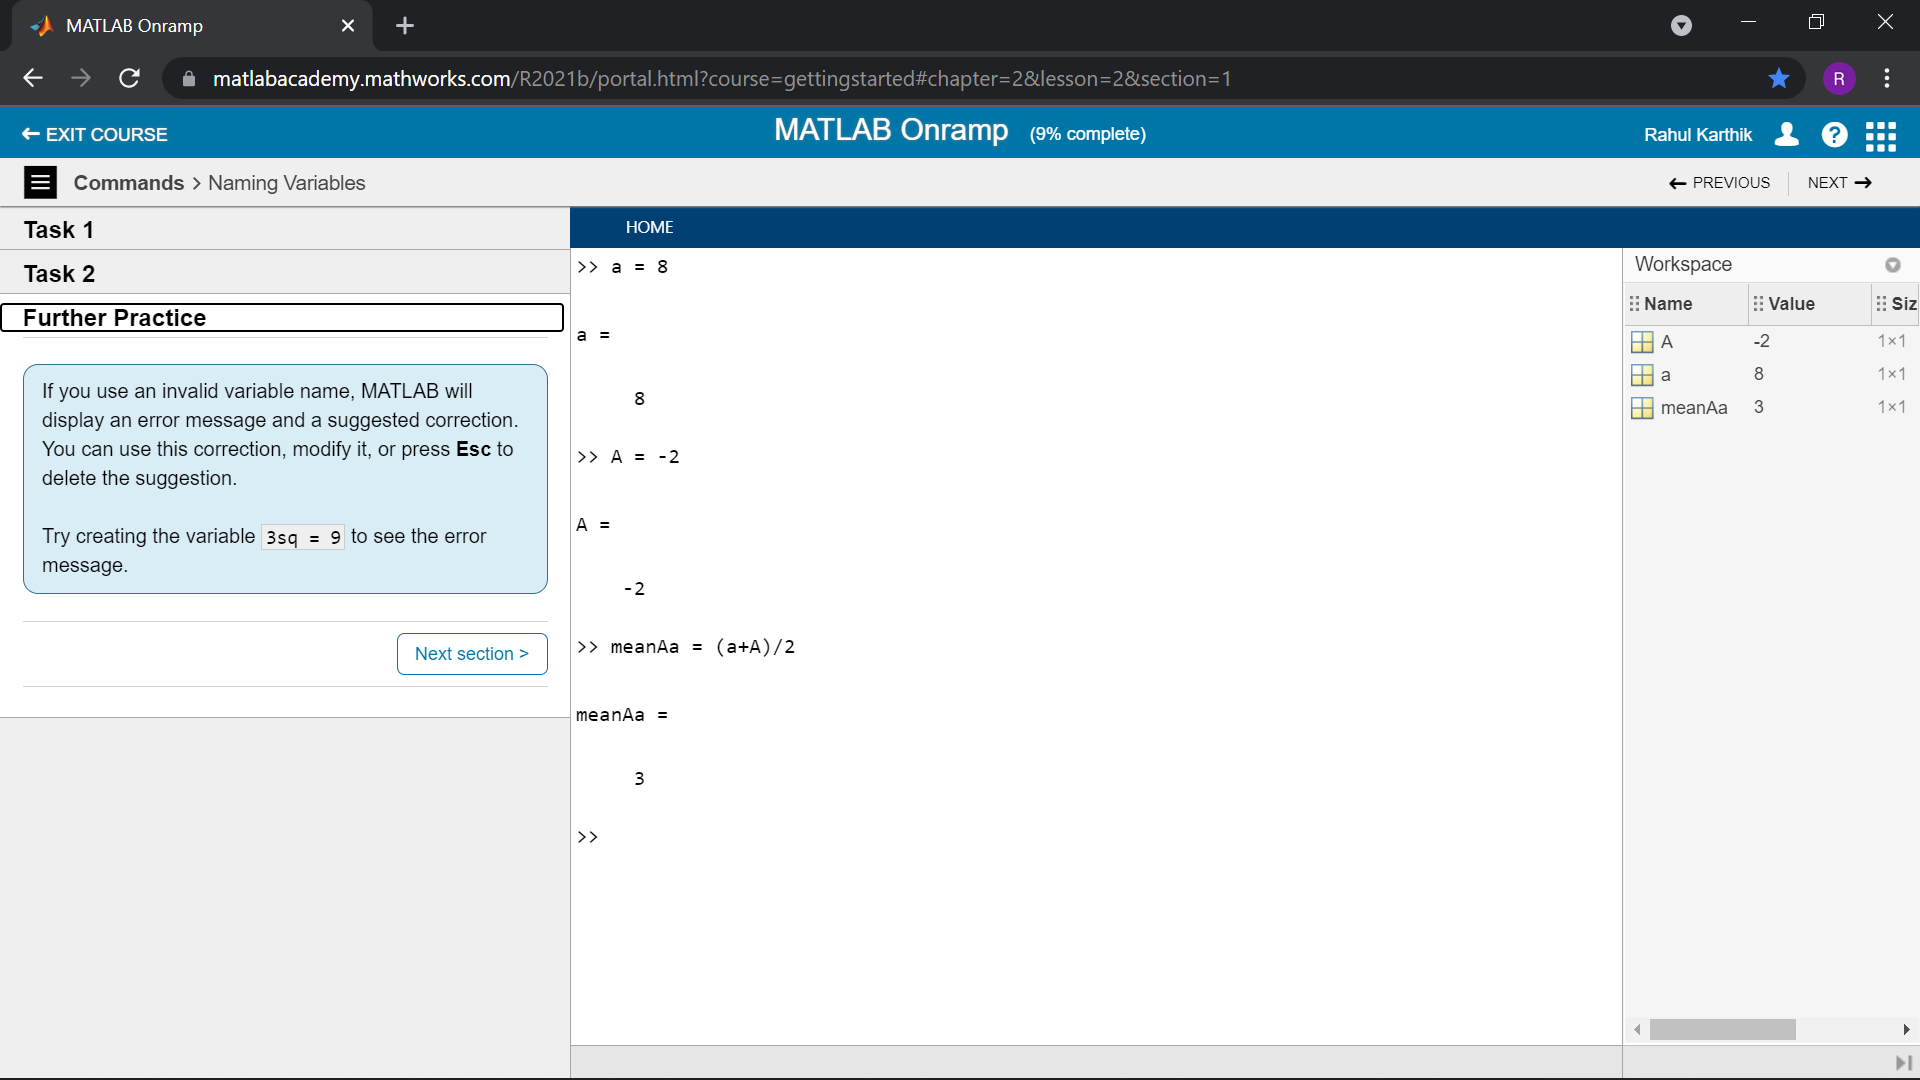 MATLAB Onramp
matlabacademy.mathworks.com/R2021b/portal.html?course=gettingstarted#chapter=2&lesson=2&section=1
R
EXIT COURSE
MATLAB Onramp (9% complete)
Rahul Karthik
?
Commands > Naming Variables
PREVIOUS
NEXT
Task 1
Task 2
Further Practice
If you use an invalid variable name, MATLAB will
display an error message and a suggested correction.
You can use this correction, modify it, or press Esc to
delete the suggestion.
Try creating the variable 3sq = 9 to see the error
message.
Next section >
HOME
>> a = 8
a =
8
>> A = -2
A =
-2
>> meanAa = (a+A)/2
meanAa =
3
>>
Workspace
Name Value Siz
A -2 1×1
a 8 1×1
meanAa 3 1×1